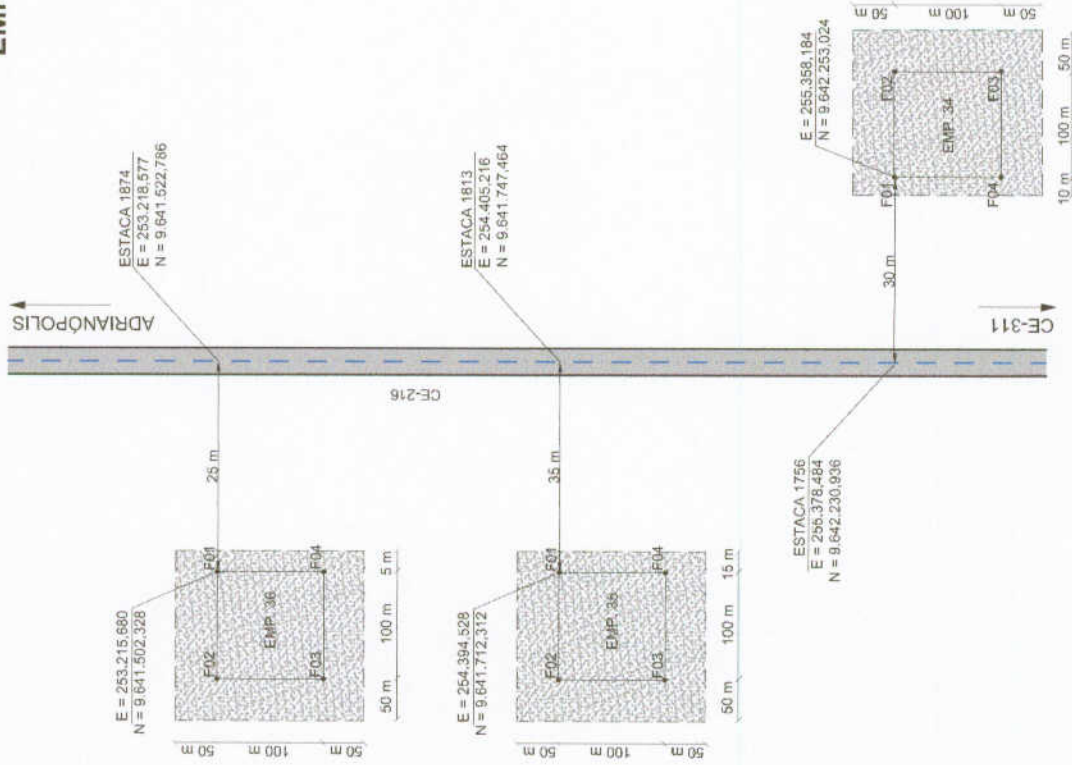 EMP
ADRIANÓPOLIS
ESTACA 1874
E = 253.218,577
N = 9.641.522,786
E = 253.215,680
N = 9.641.502,328
25 m
F01
F02
F03
F04
EMP. 36
50 m
100 m
50 m
50 m
100 m
5 m
CE-216
ESTACA 1813
E = 254.405,216
N = 9.641.747,464
E = 254.394,528
N = 9.641.712,312
35 m
F01
F02
F03
F04
EMP. 35
50 m
100 m
50 m
50 m
100 m
15 m
E = 255.358,184
N = 9.642.253,024
50 m
100 m
50 m
F01
F02
F03
F04
EMP. 34
10 m
100 m
50 m
30 m
ESTACA 1756
E = 255.378,484
N = 9.642.230,936
CE-311